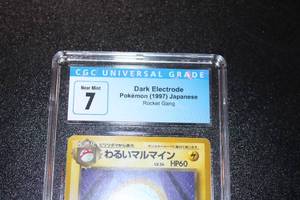 CGC UNIVERSAL GRADE
Near Mint
7
Dark Electrode
Pokémon (1997) Japanese
Rocket Gang
わるいマルマイン
HP60